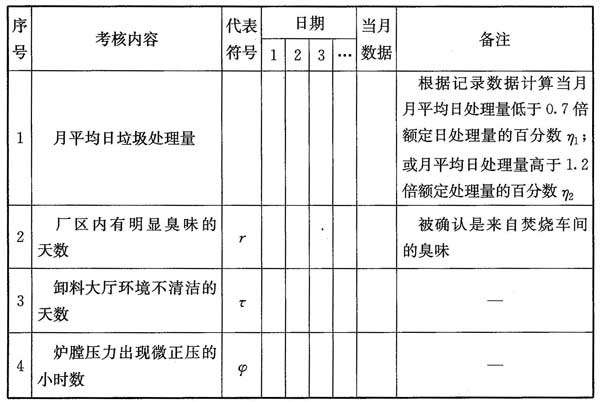 序号 考核内容 代表符号 日期 当月数据 备注
1 2 3 …
1 月平均日垃圾处理量
根据记录数据计算当月
月平均日处理量低于0.7倍
额定日处理量的百分数η₁；
或月平均日处理量高于1.2
倍额定处理量的百分数η₂
2 厂区内有明显臭味的
天数
r
被确认是来自焚烧车间
的臭味
3 卸料大厅环境不清洁的
天数
τ
—
4 炉膛压力出现微正压的
小时数
φ
—